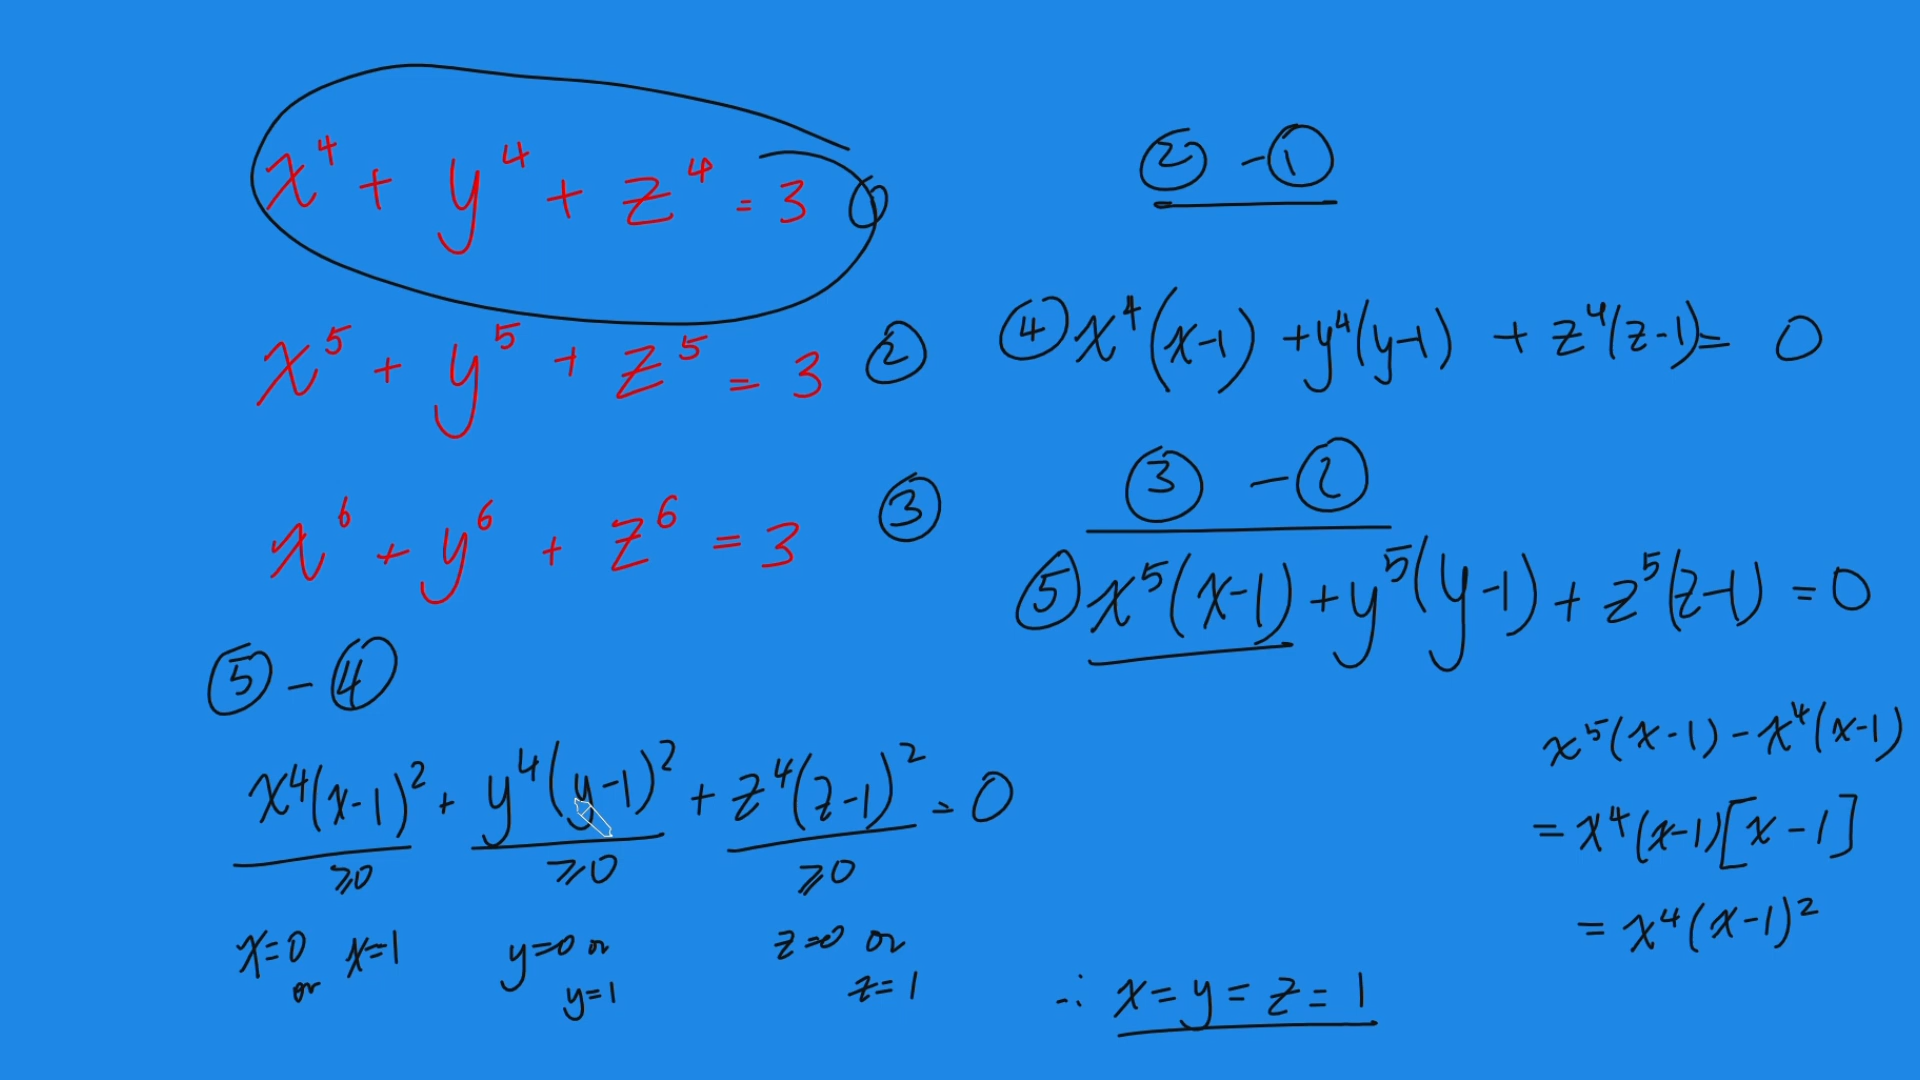 x⁴ + y⁴ + z⁴ = 3 ①
x⁵ + y⁵ + z⁵ = 3 ②
x⁶ + y⁶ + z⁶ = 3 ③
② - ①
④ x⁴(x-1) + y⁴(y-1) + z⁴(z-1) = 0
③ - ②
⑤ x⁵(x-1) + y⁵(y-1) + z⁵(z-1) = 0
⑤ - ④
x⁴(x-1)² + y⁴(y-1)² + z⁴(z-1)² = 0
⩾0 ⩾0 ⩾0
x=0 or x=1
y=0 or
y=1
z=0 or
z=1
x⁵(x-1) - x⁴(x-1)
= x⁴(x-1)[x-1]
= x⁴(x-1)²
∴ x = y = z = 1